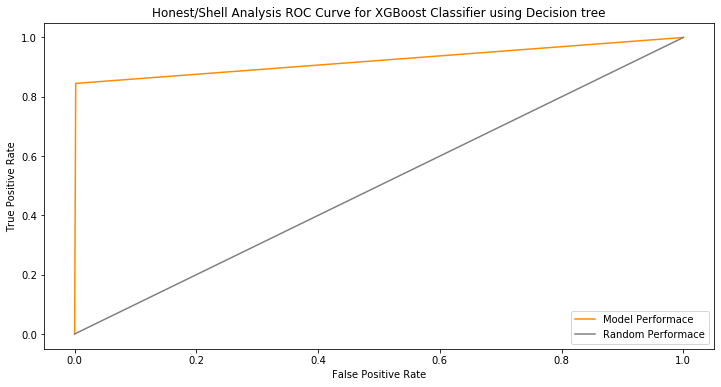 Honest/Shell Analysis ROC Curve for XGBoost Classifier using Decision tree
1.0
0.8
0.6
0.4
0.2
0.0
True Positive Rate
Model Performace
Random Performace
0.0 0.2 0.4 0.6 0.8 1.0
False Positive Rate